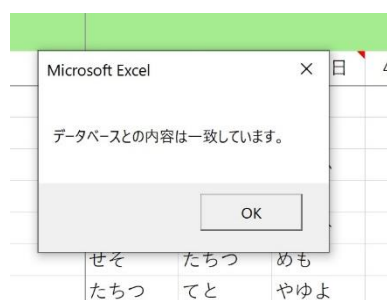 Microsoft Excel
日
データベースとの内容は一致しています。
OK
せそ たちつ めも
たちつ てと やゆよ